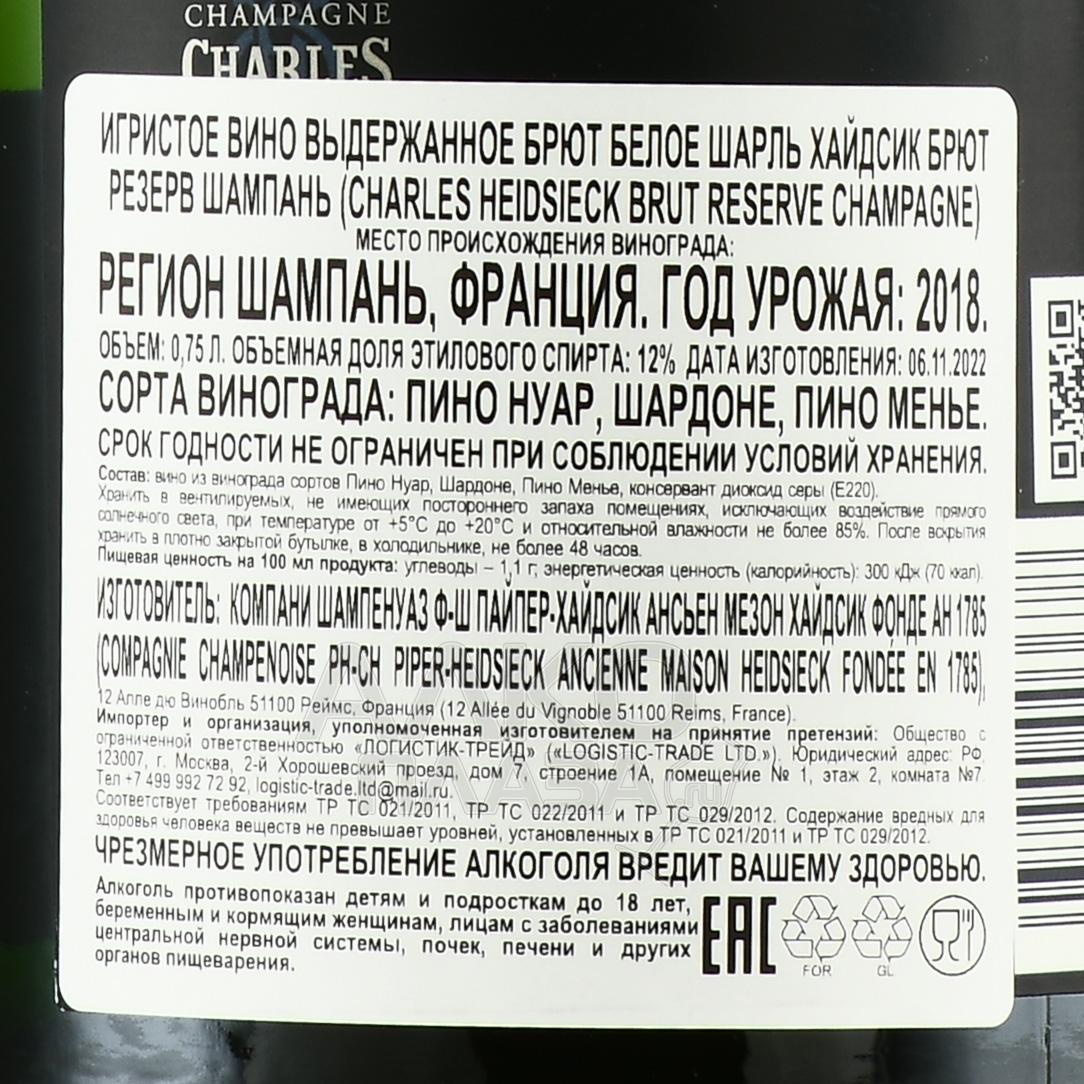 CHAMPAGNE
CHARLES
ИГРИСТОЕ ВИНО ВЫДЕРЖАННОЕ БРЮТ БЕЛОЕ ШАРЛЬ ХАЙДСИК БРЮТ
РЕЗЕРВ ШАМПАНЬ (CHARLES HEIDSIECK BRUT RESERVE CHAMPAGNE)
МЕСТО ПРОИСХОЖДЕНИЯ ВИНОГРАДА:
РЕГИОН ШАМПАНЬ, ФРАНЦИЯ. ГОД УРОЖАЯ: 2018.
ОБЪЕМ: 0,75 Л. ОБЪЕМНАЯ ДОЛЯ ЭТИЛОВОГО СПИРТА: 12% ДАТА ИЗГОТОВЛЕНИЯ: 06.11.2022
СОРТА ВИНОГРАДА: ПИНО НУАР, ШАРДОНЕ, ПИНО МЕНЬЕ.
СРОК ГОДНОСТИ НЕ ОГРАНИЧЕН ПРИ СОБЛЮДЕНИИ УСЛОВИЙ ХРАНЕНИЯ.
Состав: вино из винограда сортов Пино Нуар, Шардоне, Пино Менье, консервант диоксид серы (Е220).
Хранить в вентилируемых, не имеющих постороннего запаха помещениях, исключающих воздействие прямого
солнечного света, при температуре от +5°C до +20°C и относительной влажности не более 85%. После вскрытия
хранить в плотно закрытой бутылке, в холодильнике, не более 48 часов.
Пищевая ценность на 100 мл продукта: углеводы – 1,1 г; энергетическая ценность (калорийность): 300 кДж (70 ккал).
ИЗГОТОВИТЕЛЬ: КОМПАНИ ШАМПЕНУАЗ Ф-Ш ПАЙПЕР-ХАЙДСИК АНСЬЕН МЕЗОН ХАЙДСИК ФОНДЕ АН 1785
(COMPAGNIE CHAMPENOISE PH-CH PIPER-HEIDSIECK ANCIENNE MAISON HEIDSIECK FONDÉE EN 1785),
12 Алле дю Винобль 51100 Реймс, Франция (12 Allée du Vignoble 51100 Reims, France).
Импортер и организация, уполномоченная изготовителем на принятие претензий: Общество с
ограниченной ответственностью «ЛОГИСТИК-ТРЕЙД» («LOGISTIC-TRADE LTD.»). Юридический адрес: РФ,
123007, г. Москва, 2-й Хорошевский проезд, дом 7, строение 1А, помещение № 1, этаж 2, комната №7.
Тел +7 499 992 72 92, logistic-trade.ltd@mail.ru.
Соответствует требованиям ТР ТС 021/2011, ТР ТС 022/2011 и ТР ТС 029/2012. Содержание вредных для
здоровья человека веществ не превышает уровней, установленных в ТР ТС 021/2011 и ТР ТС 029/2012.
ЧРЕЗМЕРНОЕ УПОТРЕБЛЕНИЕ АЛКОГОЛЯ ВРЕДИТ ВАШЕМУ ЗДОРОВЬЮ.
Алкоголь противопоказан детям и подросткам до 18 лет,
беременным и кормящим женщинам, лицам с заболеваниями
центральной нервной системы, почек, печени и других
органов пищеварения.
EAC
FOR
GL